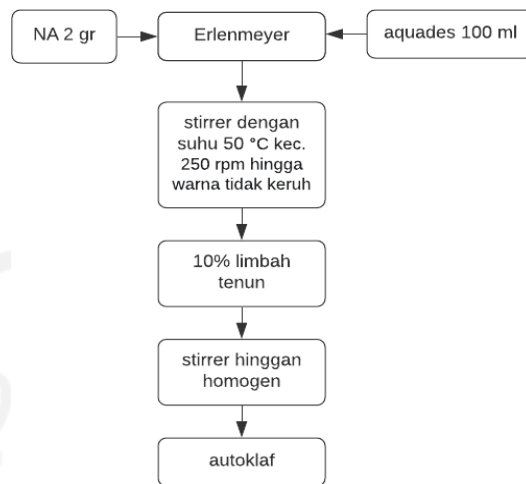 NA 2 gr
Erlenmeyer
aquades 100 ml
stirrer dengan
suhu 50 °C kec.
250 rpm hingga
warna tidak keruh
10% limbah
tenun
stirrer hinggan
homogen
autoklaf